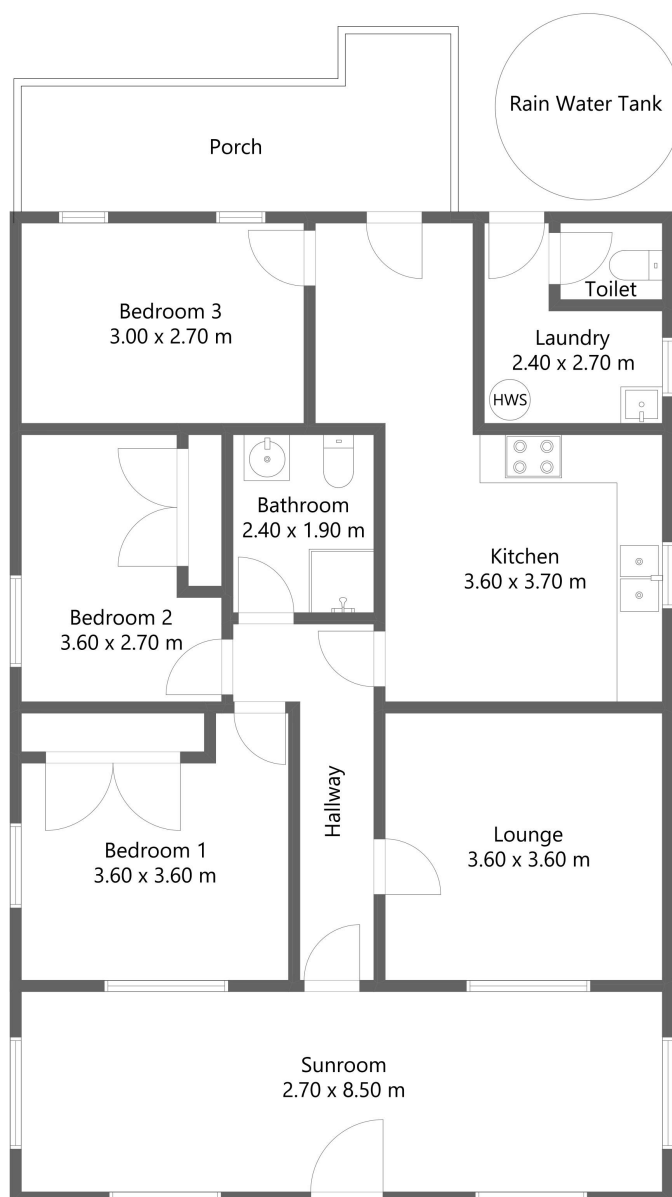 Rain Water Tank
Porch
Toilet
Bedroom 3
3.00 x 2.70 m
Laundry
2.40 x 2.70 m
HWS
Bathroom
2.40 x 1.90 m
Kitchen
3.60 x 3.70 m
Bedroom 2
3.60 x 2.70 m
Hallway
Lounge
3.60 x 3.60 m
Bedroom 1
3.60 x 3.60 m
Sunroom
2.70 x 8.50 m